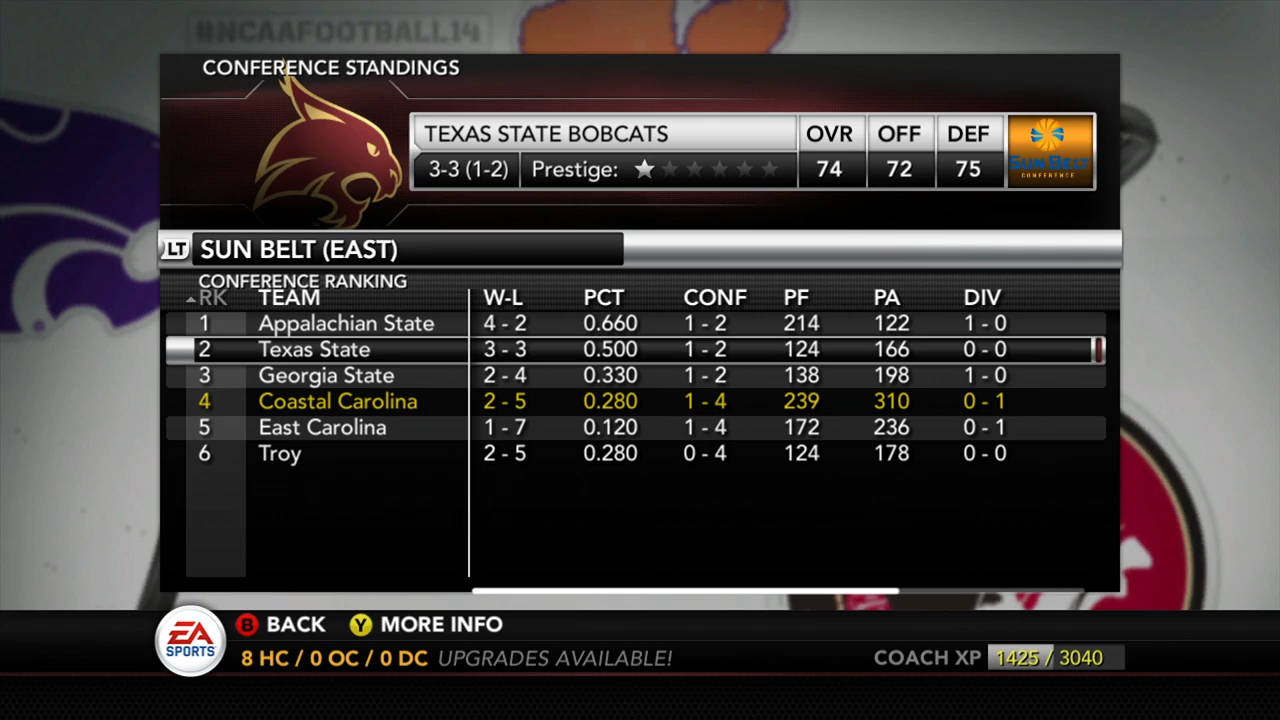 #NCAAFOOTBALL14
CONFERENCE STANDINGS
TEXAS STATE BOBCATS OVR OFF DEF
3-3 (1-2) Prestige: 74 72 75
SUN BELT
CONFERENCE
LT SUN BELT (EAST)
CONFERENCE RANKING
RK TEAM W-L PCT CONF PF PA DIV
1 Appalachian State 4 - 2 0.660 1 - 2 214 122 1 - 0
2 Texas State 3 - 3 0.500 1 - 2 124 166 0 - 0
3 Georgia State 2 - 4 0.330 1 - 2 138 198 1 - 0
4 Coastal Carolina 2 - 5 0.280 1 - 4 239 310 0 - 1
5 East Carolina 1 - 7 0.120 1 - 4 172 236 0 - 1
6 Troy 2 - 5 0.280 0 - 4 124 178 0 - 0
B BACK Y MORE INFO
EA
SPORTS
8 HC / 0 OC / 0 DC UPGRADES AVAILABLE! COACH XP 1425 / 3040